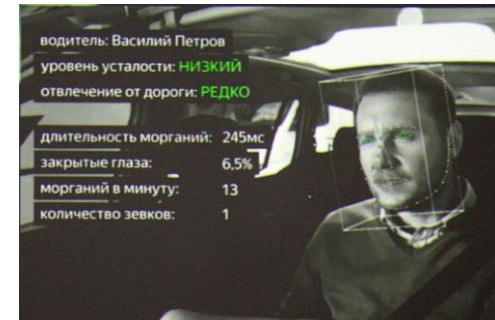 водитель: Василий Петров
уровень усталости: НИЗКИЙ
отвлечение от дороги: РЕДКО
длительность морганий: 245мс
закрытые глаза: 6,5%
морганий в минуту: 13
количество зевков: 1